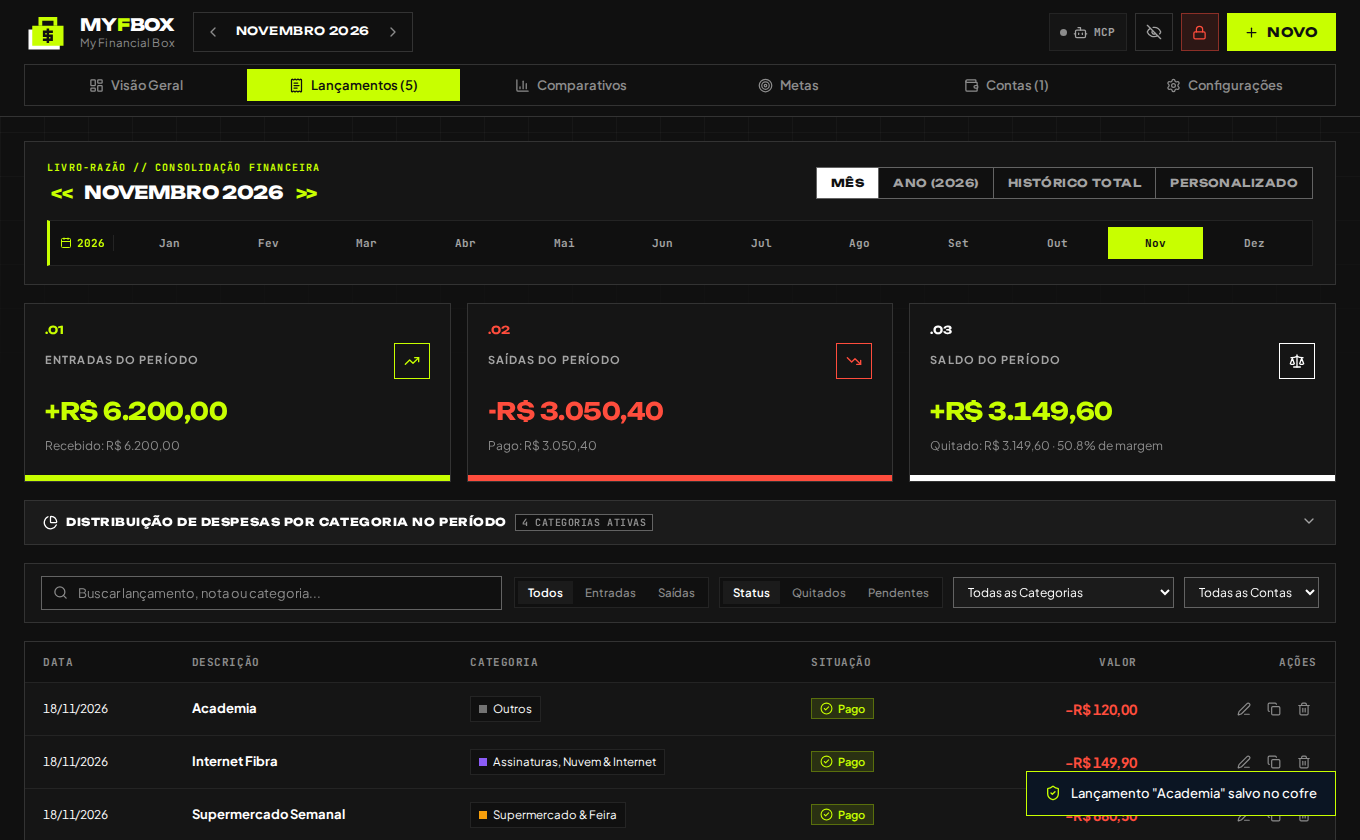 MYFBOX
MyFinancialBox
NOVEMBRO 2026
MCP
+ NOVO
Visão Geral
Lançamentos (5)
Comparativos
Metas
Contas (1)
Configurações
LIVRO-RAZÃO // CONSOLIDAÇÃO FINANCEIRA
<< NOVEMBRO 2026 >>
MÊS
ANO (2026)
HISTÓRICO TOTAL
PERSONALIZADO
2026
Jan
Fev
Mar
Abr
Mai
Jun
Jul
Ago
Set
Out
Nov
Dez
.01
ENTRADAS DO PERÍODO
+R$ 6.200,00
Recebido: R$ 6.200,00
.02
SAÍDAS DO PERÍODO
-R$ 3.050,40
Pago: R$ 3.050,40
.03
SALDO DO PERÍODO
+R$ 3.149,60
Quitado: R$ 3.149,60 · 50.8% de margem
DISTRIBUIÇÃO DE DESPESAS POR CATEGORIA NO PERÍODO
4 CATEGORIAS ATIVAS
Buscar lançamento, nota ou categoria...
Todos
Entradas
Saídas
Status
Quitados
Pendentes
Todas as Categorias
Todas as Contas
DATA
DESCRIÇÃO
CATEGORIA
SITUAÇÃO
VALOR
AÇÕES
18/11/2026
Academia
Outros
Pago
-R$ 120,00
18/11/2026
Internet Fibra
Assinaturas, Nuvem & Internet
Pago
-R$ 149,90
18/11/2026
Supermercado Semanal
Supermercado & Feira
Pago
Lançamento "Academia" salvo no cofre